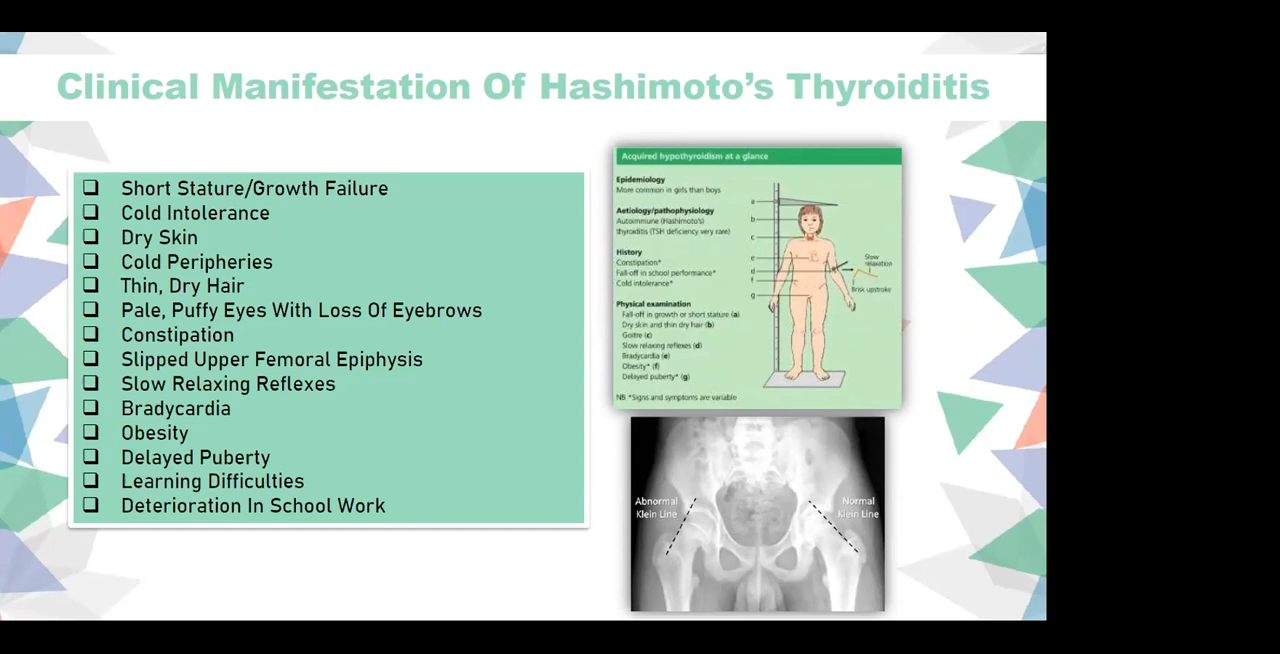 Clinical Manifestation Of Hashimoto's Thyroiditis
❑ Short Stature/Growth Failure
❑ Cold Intolerance
❑ Dry Skin
❑ Cold Peripheries
❑ Thin, Dry Hair
❑ Pale, Puffy Eyes With Loss Of Eyebrows
❑ Constipation
❑ Slipped Upper Femoral Epiphysis
❑ Slow Relaxing Reflexes
❑ Bradycardia
❑ Obesity
❑ Delayed Puberty
❑ Learning Difficulties
❑ Deterioration In School Work
Acquired hypothyroidism at a glance
Epidemiology
More common in girls than boys
Aetiology/pathophysiology
Autoimmune (Hashimoto's)
thyroiditis (TSH deficiency very rare)
History
Constipation*
Fall-off in school performance*
Cold intolerance*
Physical examination
Fall-off in growth or short stature (a)
Dry skin and thin dry hair (b)
Goitre (c)
Slow relaxing reflexes (d)
Bradycardia (e)
Obesity* (f)
Delayed puberty* (g)
NB *Signs and symptoms are variable
a
b
c
e
d
f
g
Slow
relaxation
Brisk upstroke
Abnormal
Klein Line
Normal
Klein Line